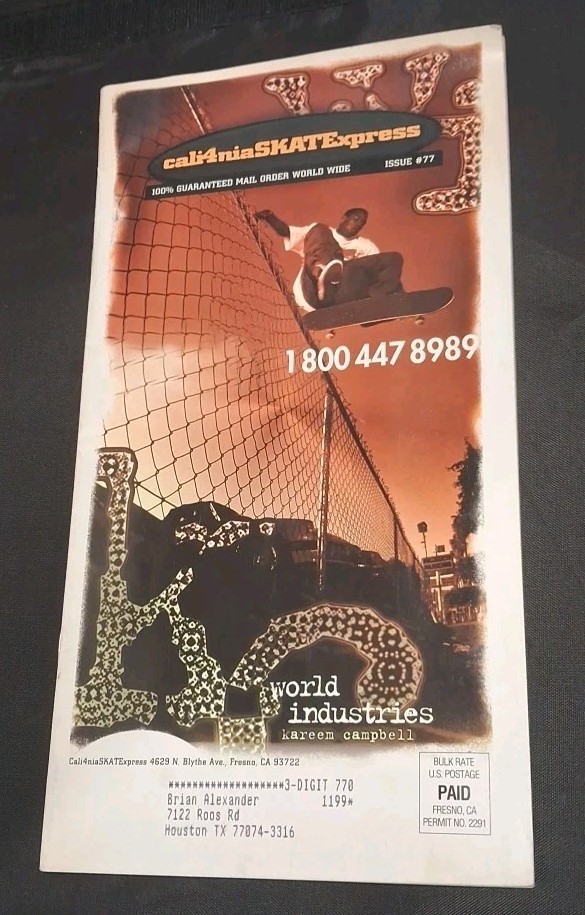 cali4niaSKATExpress
100% GUARANTEED MAIL ORDER WORLD WIDE ISSUE #77
1 800 447 8989
world
industries
kareem campbell
Cali4niaSKATExpress 4629 N. Blythe Ave., Fresno, CA 93722
*******************3-DIGIT 770
Brian Alexander 1199*
7122 Roos Rd
Houston TX 77074-3316
BULK RATE
U.S. POSTAGE
PAID
FRESNO, CA
PERMIT NO. 2291